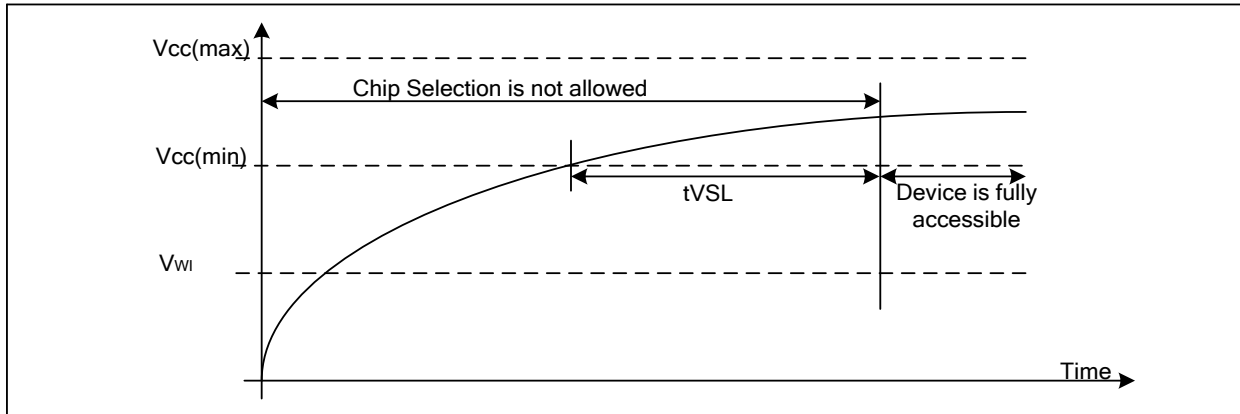 Vcc(max)
Chip Selection is not allowed
Vcc(min)
tVSL
Device is fully
accessible
VWI
Time